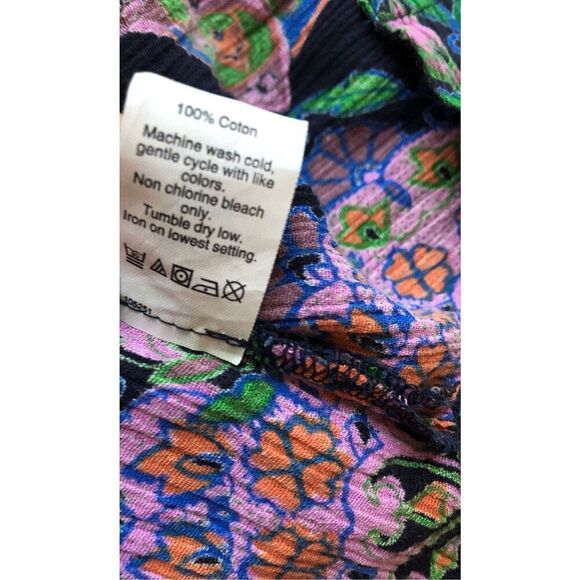 100% Coton
Machine wash cold,
gentle cycle with like
colors.
Non chlorine bleach
only.
Tumble dry low.
Iron on lowest setting.